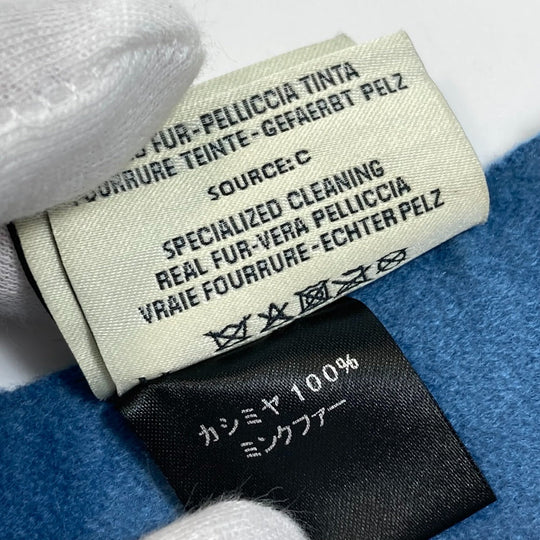 FUR-PELLICCIA TINTA
FOURRURE TEINTE-GEFAERBT PELZ
SOURCE: C
SPECIALIZED CLEANING
REAL FUR-VERA PELLICCIA
VRAIE FOURRURE-ECHTER PELZ
カシミヤ 100%
ミンクファー